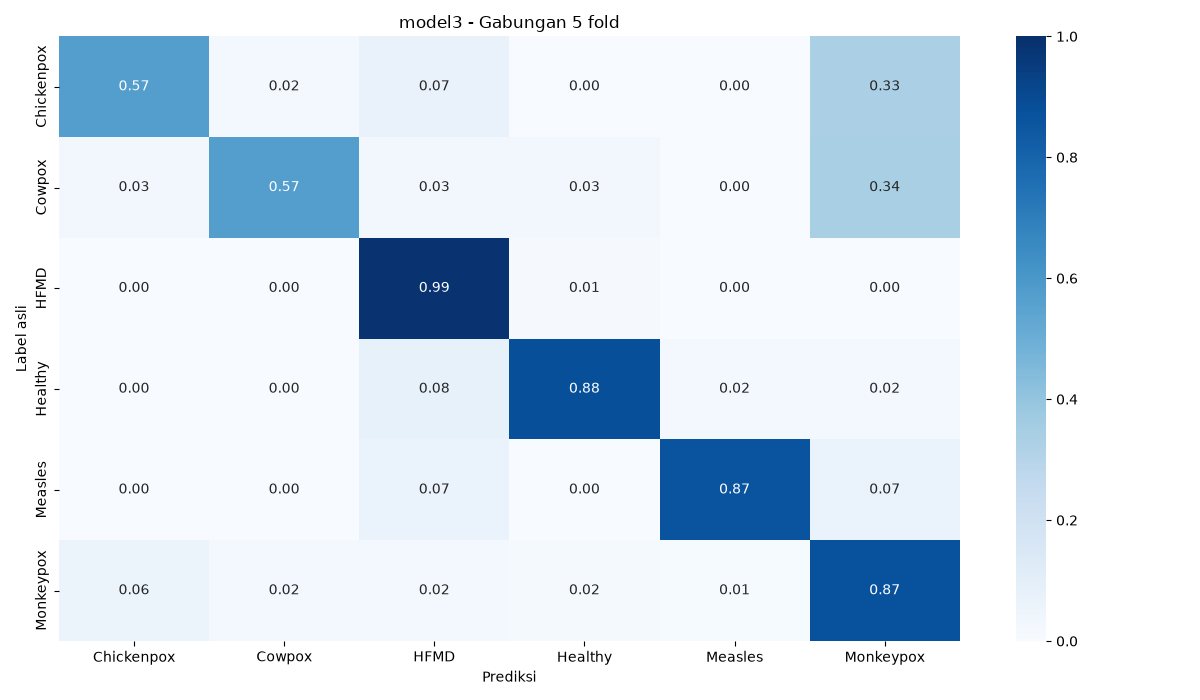 model3 - Gabungan 5 fold
Label asli
Chickenpox 0.57 0.02 0.07 0.00 0.00 0.33
Cowpox 0.03 0.57 0.03 0.03 0.00 0.34
HFMD 0.00 0.00 0.99 0.01 0.00 0.00
Healthy 0.00 0.00 0.08 0.88 0.02 0.02
Measles 0.00 0.00 0.07 0.00 0.87 0.07
Monkeypox 0.06 0.02 0.02 0.02 0.01 0.87
Chickenpox Cowpox HFMD Healthy Measles Monkeypox
Prediksi
1.0
0.8
0.6
0.4
0.2
0.0